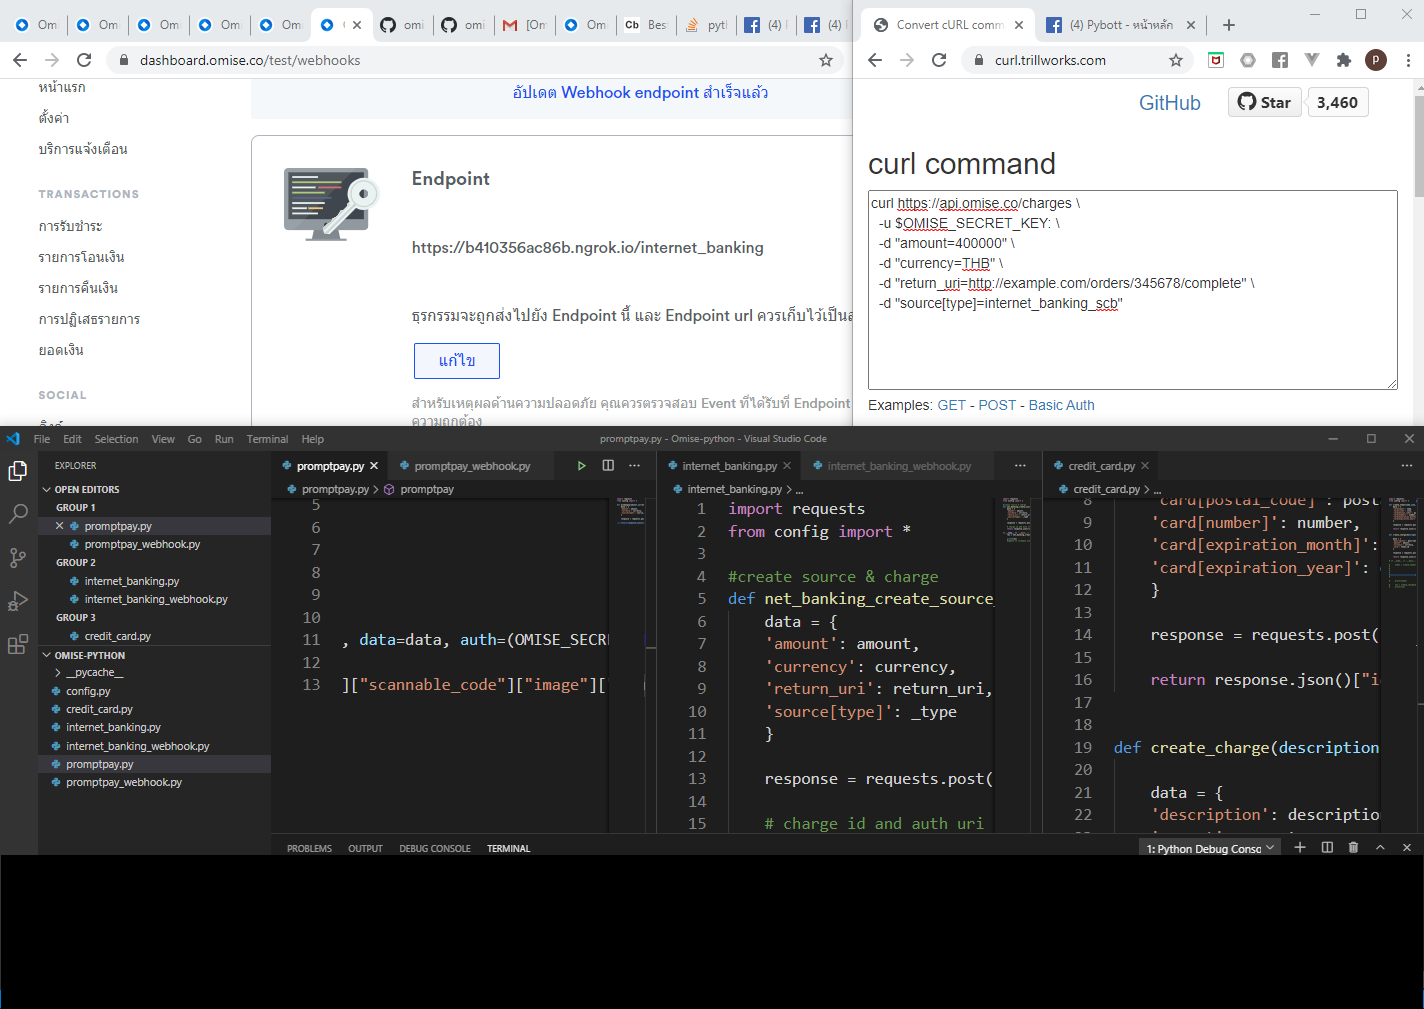 Omi
Omi
Omi
Omi
Omi
omi
omi
[Om
Omi
Cb
Bes
pyth
(4) P
(4) P
dashboard.omise.co/test/webhooks
หน้าแรก
ตั้งค่า
บริการแจ้งเตือน
TRANSACTIONS
การรับชำระ
รายการโอนเงิน
รายการคืนเงิน
การปฏิเสธรายการ
ยอดเงิน
SOCIAL
อัปเดต Webhook endpoint สำเร็จแล้ว
Endpoint
https://b410356ac86b.ngrok.io/internet_banking
ธุรกรรมจะถูกส่งไปยัง Endpoint นี้ และ Endpoint url ควรเก็บไว้เป็น
แก้ไข
สำหรับเหตุผลด้านความปลอดภัย คุณควรตรวจสอบ Event ที่ได้รับที่ Endpoint
ความถูกต้อง
Convert cURL comm
(4) Pybott - หน้าหลัก
curl.trillworks.com
P
GitHub
Star
3,460
curl command
curl https://api.omise.co/charges \
-u $OMISE_SECRET_KEY: \
-d "amount=400000" \
-d "currency=THB" \
-d "return_uri=http://example.com/orders/345678/complete" \
-d "source[type]=internet_banking_scb"
Examples: GET - POST - Basic Auth
File Edit Selection View Go Run Terminal Help
promptpay.py - Omise-python - Visual Studio Code
EXPLORER
OPEN EDITORS
GROUP 1
promptpay.py
promptpay_webhook.py
GROUP 2
internet_banking.py
internet_banking_webhook.py
GROUP 3
credit_card.py
OMISE-PYTHON
__pycache__
config.py
credit_card.py
internet_banking.py
internet_banking_webhook.py
promptpay.py
promptpay_webhook.py
promptpay.py
promptpay_webhook.py
promptpay.py > promptpay
5
6
7
8
9
10
11 , data=data, auth=(OMISE_SECR
12
13 ]["scannable_code"]["image"]["
internet_banking.py
internet_banking_webhook.py
internet_banking.py > ...
1 import requests
2 from config import *
3
4 #create source & charge
5 def net_banking_create_source_
6 data = {
7 'amount': amount,
8 'currency': currency,
9 'return_uri': return_uri,
10 'source[type]': _type
11 }
12
13 response = requests.post(
14
15 # charge id and auth uri
credit_card.py
credit_card.py > ...
8 'card[postal_code]': post
9 'card[number]': number,
10 'card[expiration_month]':
11 'card[expiration_year]':
12 }
13
14 response = requests.post(
15
16 return response.json()["i
17
18
19 def create_charge(description
20
21 data = {
22 'description': descriptio
PROBLEMS OUTPUT DEBUG CONSOLE TERMINAL
1: Python Debug Conso